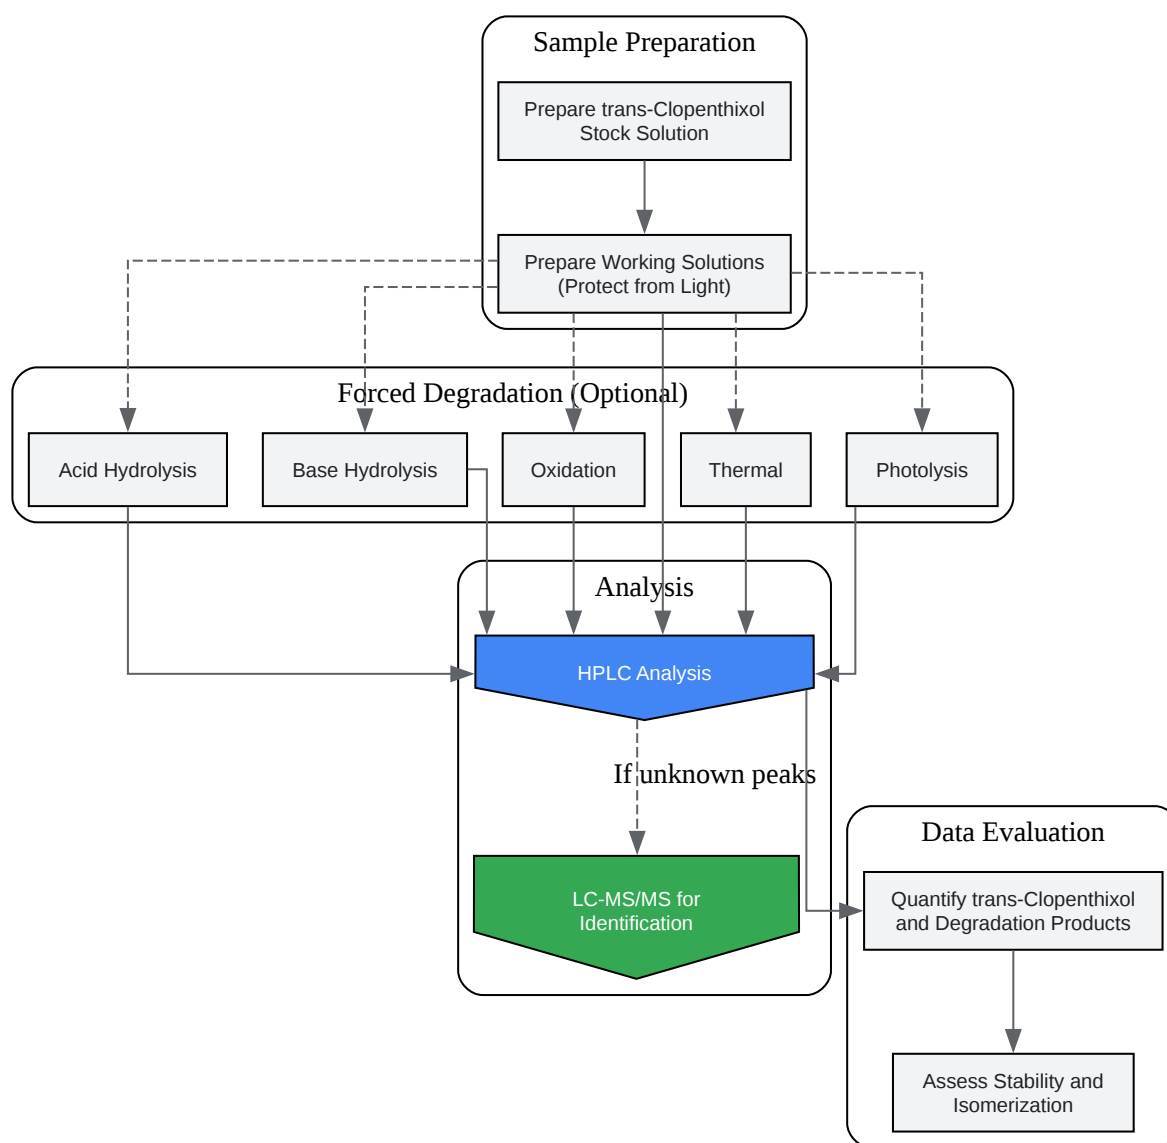 Sample Preparation
Prepare trans-Clopenthixol
Stock Solution
Prepare Working Solutions
(Protect from Light)
Forced Degradation (Optional)
Acid Hydrolysis
Base Hydrolysis
Oxidation
Thermal
Photolysis
Analysis
HPLC Analysis
If unknown peaks
LC-MS/MS for
Identification
Data Evaluation
Quantify trans-Clopenthixol
and Degradation Products
Assess Stability and
Isomerization